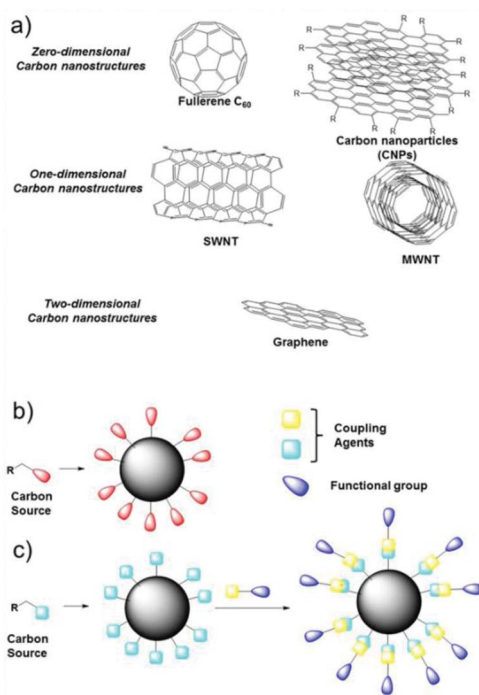 a)
Zero-dimensional
Carbon nanostructures
Fullerene C60
R R R R R R R R R R R R R R
Carbon nanoparticles
(CNPs)
One-dimensional
Carbon nanostructures
SWNT
MWNT
Two-dimensional
Carbon nanostructures
Graphene
b)
R
Carbon
Source
Coupling
Agents
Functional group
c)
R
Carbon
Source